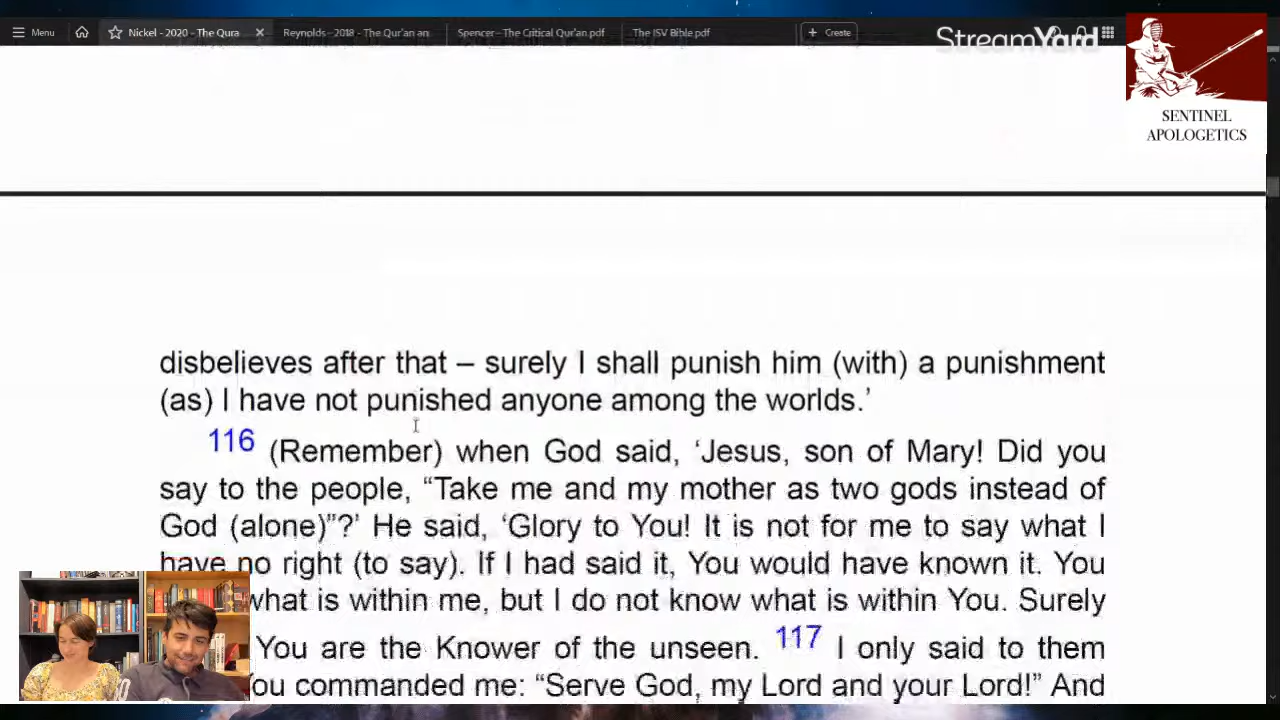 Menu
Nickel - 2020 - The Qura
Reynolds - 2018 - The Qur'an an
Spencer - The Critical Qur'an.pdf
The ISV Bible.pdf
+ Create
StreamYard
SENTINEL
APOLOGETICS
disbelieves after that – surely I shall punish him (with) a punishment
(as) I have not punished anyone among the worlds.'
116 (Remember) when God said, 'Jesus, son of Mary! Did you
say to the people, "Take me and my mother as two gods instead of
God (alone)"?' He said, 'Glory to You! It is not for me to say what I
have no right (to say). If I had said it, You would have known it. You
what is within me, but I do not know what is within You. Surely
You are the Knower of the unseen. 117 I only said to them
You commanded me: "Serve God, my Lord and your Lord!" And